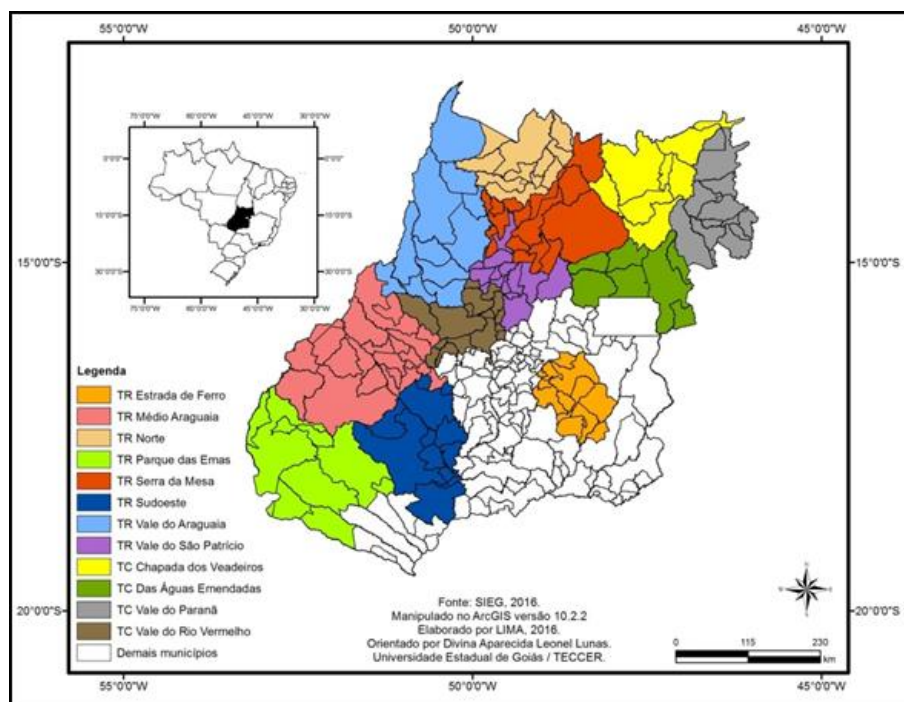 55°0'0"W
50°0'0"W
45°0'0"W
75°0'0"W
60°0'0"W
45°0'0"W
30°0'0"W
0°0'0"
0°0'0"
15°0'0"S
15°0'0"S
30°0'0"S
30°0'0"S
75°0'0"W
60°0'0"W
45°0'0"W
30°0'0"W
15°0'0"S
15°0'0"S
Legenda
TR Estrada de Ferro
TR Médio Araguaia
TR Norte
TR Parque das Emas
TR Serra da Mesa
TR Sudoeste
TR Vale do Araguaia
TR Vale do São Patrício
TC Chapada dos Veadeiros
TC Das Águas Emendadas
TC Vale do Paranã
TC Vale do Rio Vermelho
Demais municípios
20°0'0"S
20°0'0"S
Fonte: SIEG, 2016.
Manipulado no ArcGIS versão 10.2.2
Elaborado por LIMA, 2016.
Orientado por Divina Aparecida Leonel Lunas.
Universidade Estadual de Goiás / TECCER.
0 115 230
km
55°0'0"W
50°0'0"W
45°0'0"W